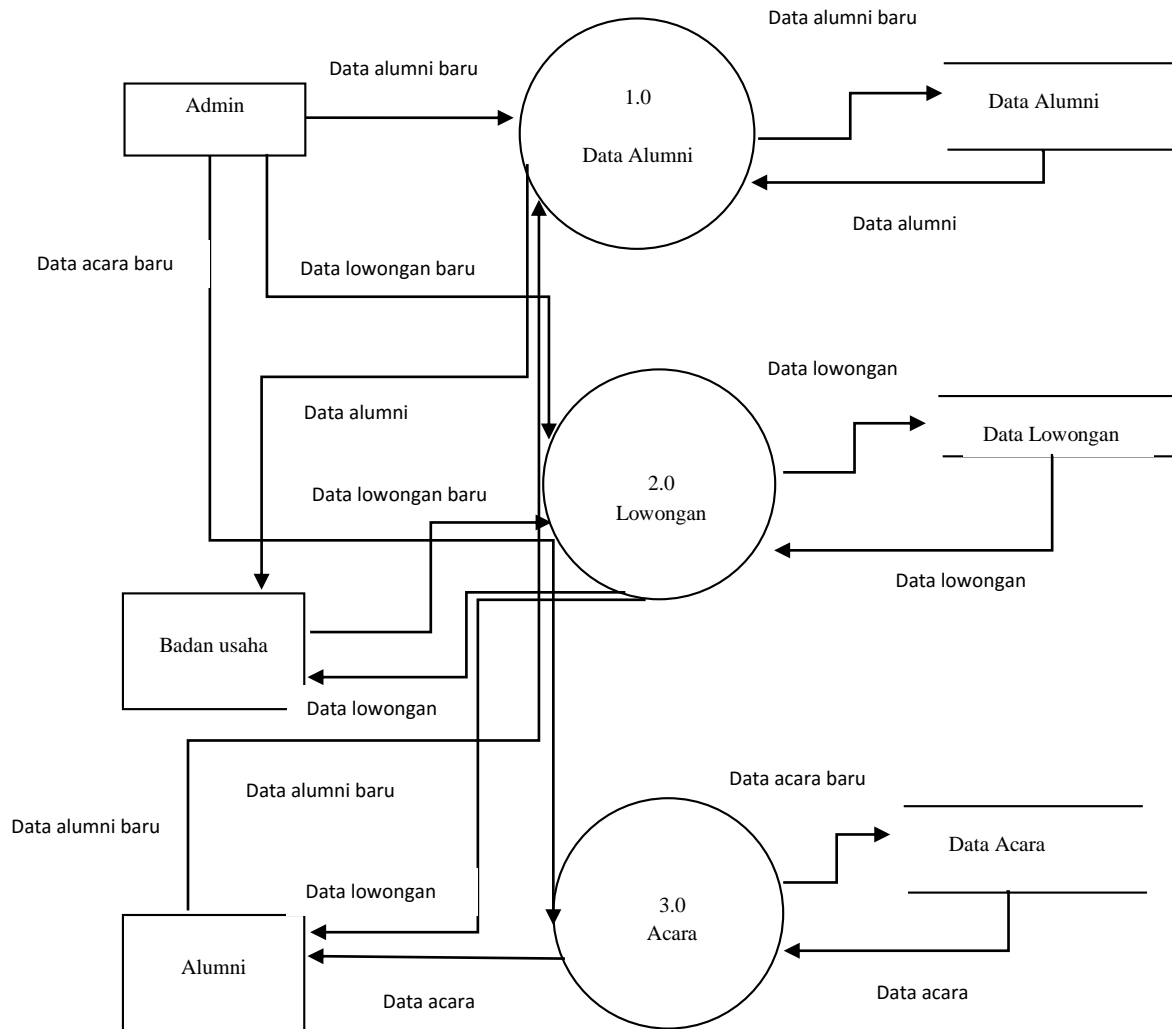 Data alumni baru
Data alumni baru
Admin
1.0
Data Alumni
Data Alumni
Data alumni
Data acara baru
Data lowongan baru
Data lowongan
Data alumni
Data Lowongan
Data lowongan baru
2.0
Lowongan
Data lowongan
Badan usaha
Data lowongan
Data acara baru
Data alumni baru
Data alumni baru
Data Acara
Data lowongan
3.0
Acara
Alumni
Data acara
Data acara